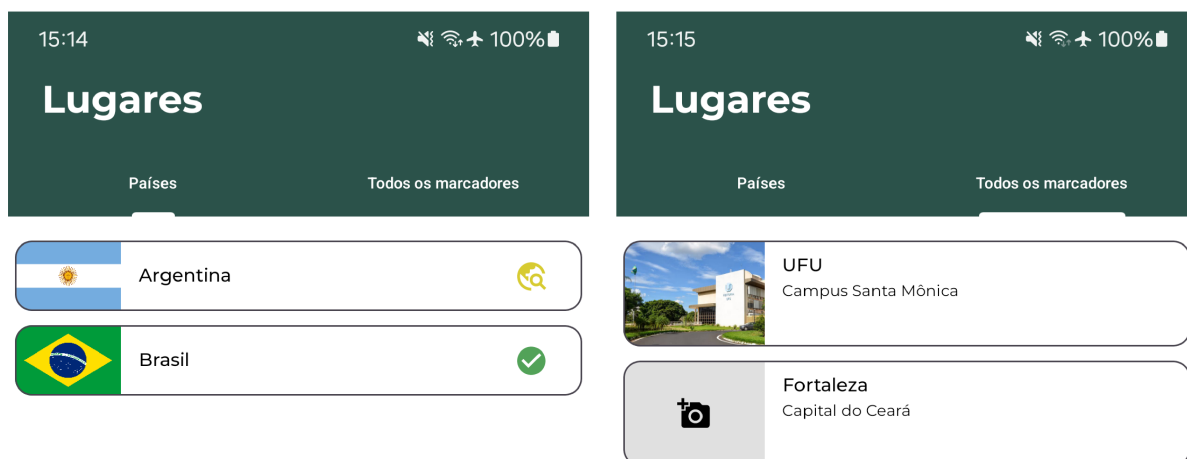 15:14 100%
Lugares
Países Todos os marcadores
Argentina
Brasil
15:15 100%
Lugares
Países Todos os marcadores
UFU
Campus Santa Mônica
Fortaleza
Capital do Ceará